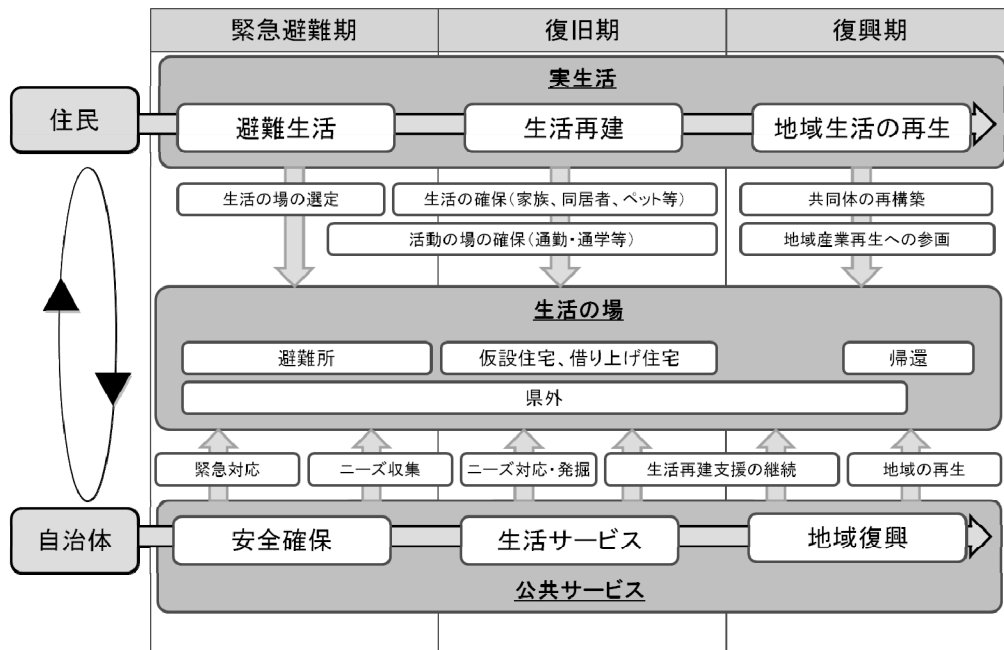 緊急避難期
復旧期
復興期
実生活
住民
避難生活
生活再建
地域生活の再生
生活の場の選定
生活の確保(家族、同居者、ペット等)
共同体の再構築
活動の場の確保(通勤・通学等)
地域産業再生への参画
生活の場
避難所
仮設住宅、借り上げ住宅
帰還
県外
緊急対応
ニーズ収集
ニーズ対応・発掘
生活再建支援の継続
地域の再生
自治体
安全確保
生活サービス
地域復興
公共サービス